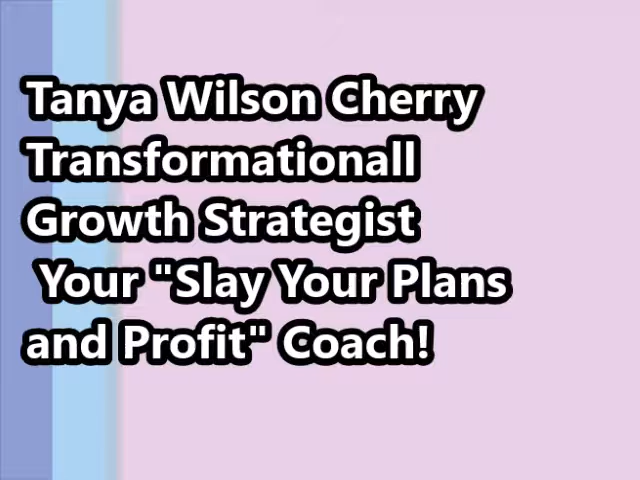 Tanya Wilson Cherry
Transformationall
Growth Strategist
Your "Slay Your Plans
and Profit" Coach!